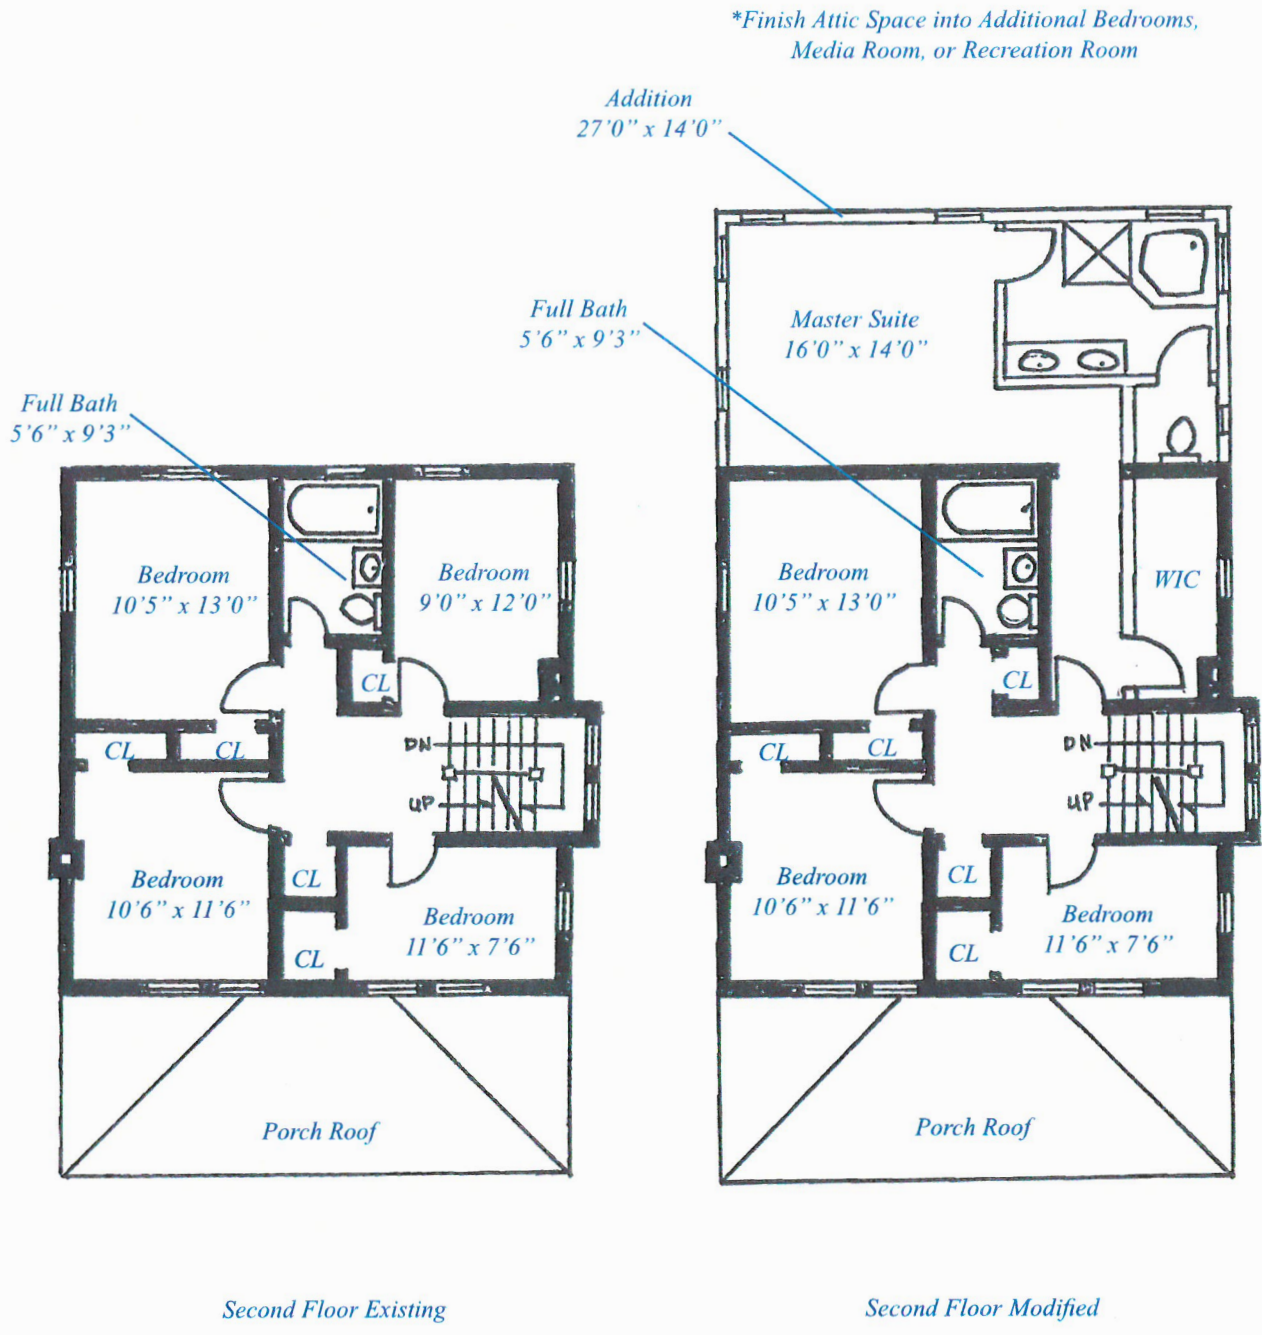 *Finish Attic Space into Additional Bedrooms,
Media Room, or Recreation Room
Addition
27’0” x 14’0”
Full Bath
5’6” x 9’3”
Master Suite
16’0” x 14’0”
Full Bath
5’6” x 9’3”
Bedroom
10’5” x 13’0”
Bedroom
9’0” x 12’0”
CL
CL
CL
DN
UP
Bedroom
10’6” x 11’6”
CL
CL
Bedroom
11’6” x 7’6”
Porch Roof
Second Floor Existing
Bedroom
10’5” x 13’0”
WIC
CL
CL
CL
DN
UP
Bedroom
10’6” x 11’6”
CL
CL
Bedroom
11’6” x 7’6”
Porch Roof
Second Floor Modified